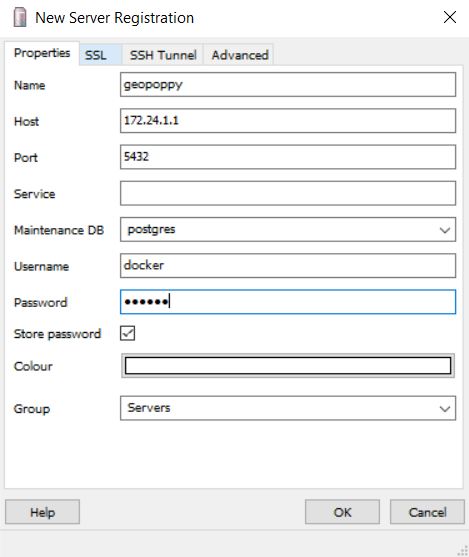 New Server Registration
Properties SSL SSH Tunnel Advanced
Name geopoppy
Host 172.24.1.1
Port 5432
Service
Maintenance DB postgres
Username docker
Password ••••••
Store password
Colour
Group Servers
Help OK Cancel